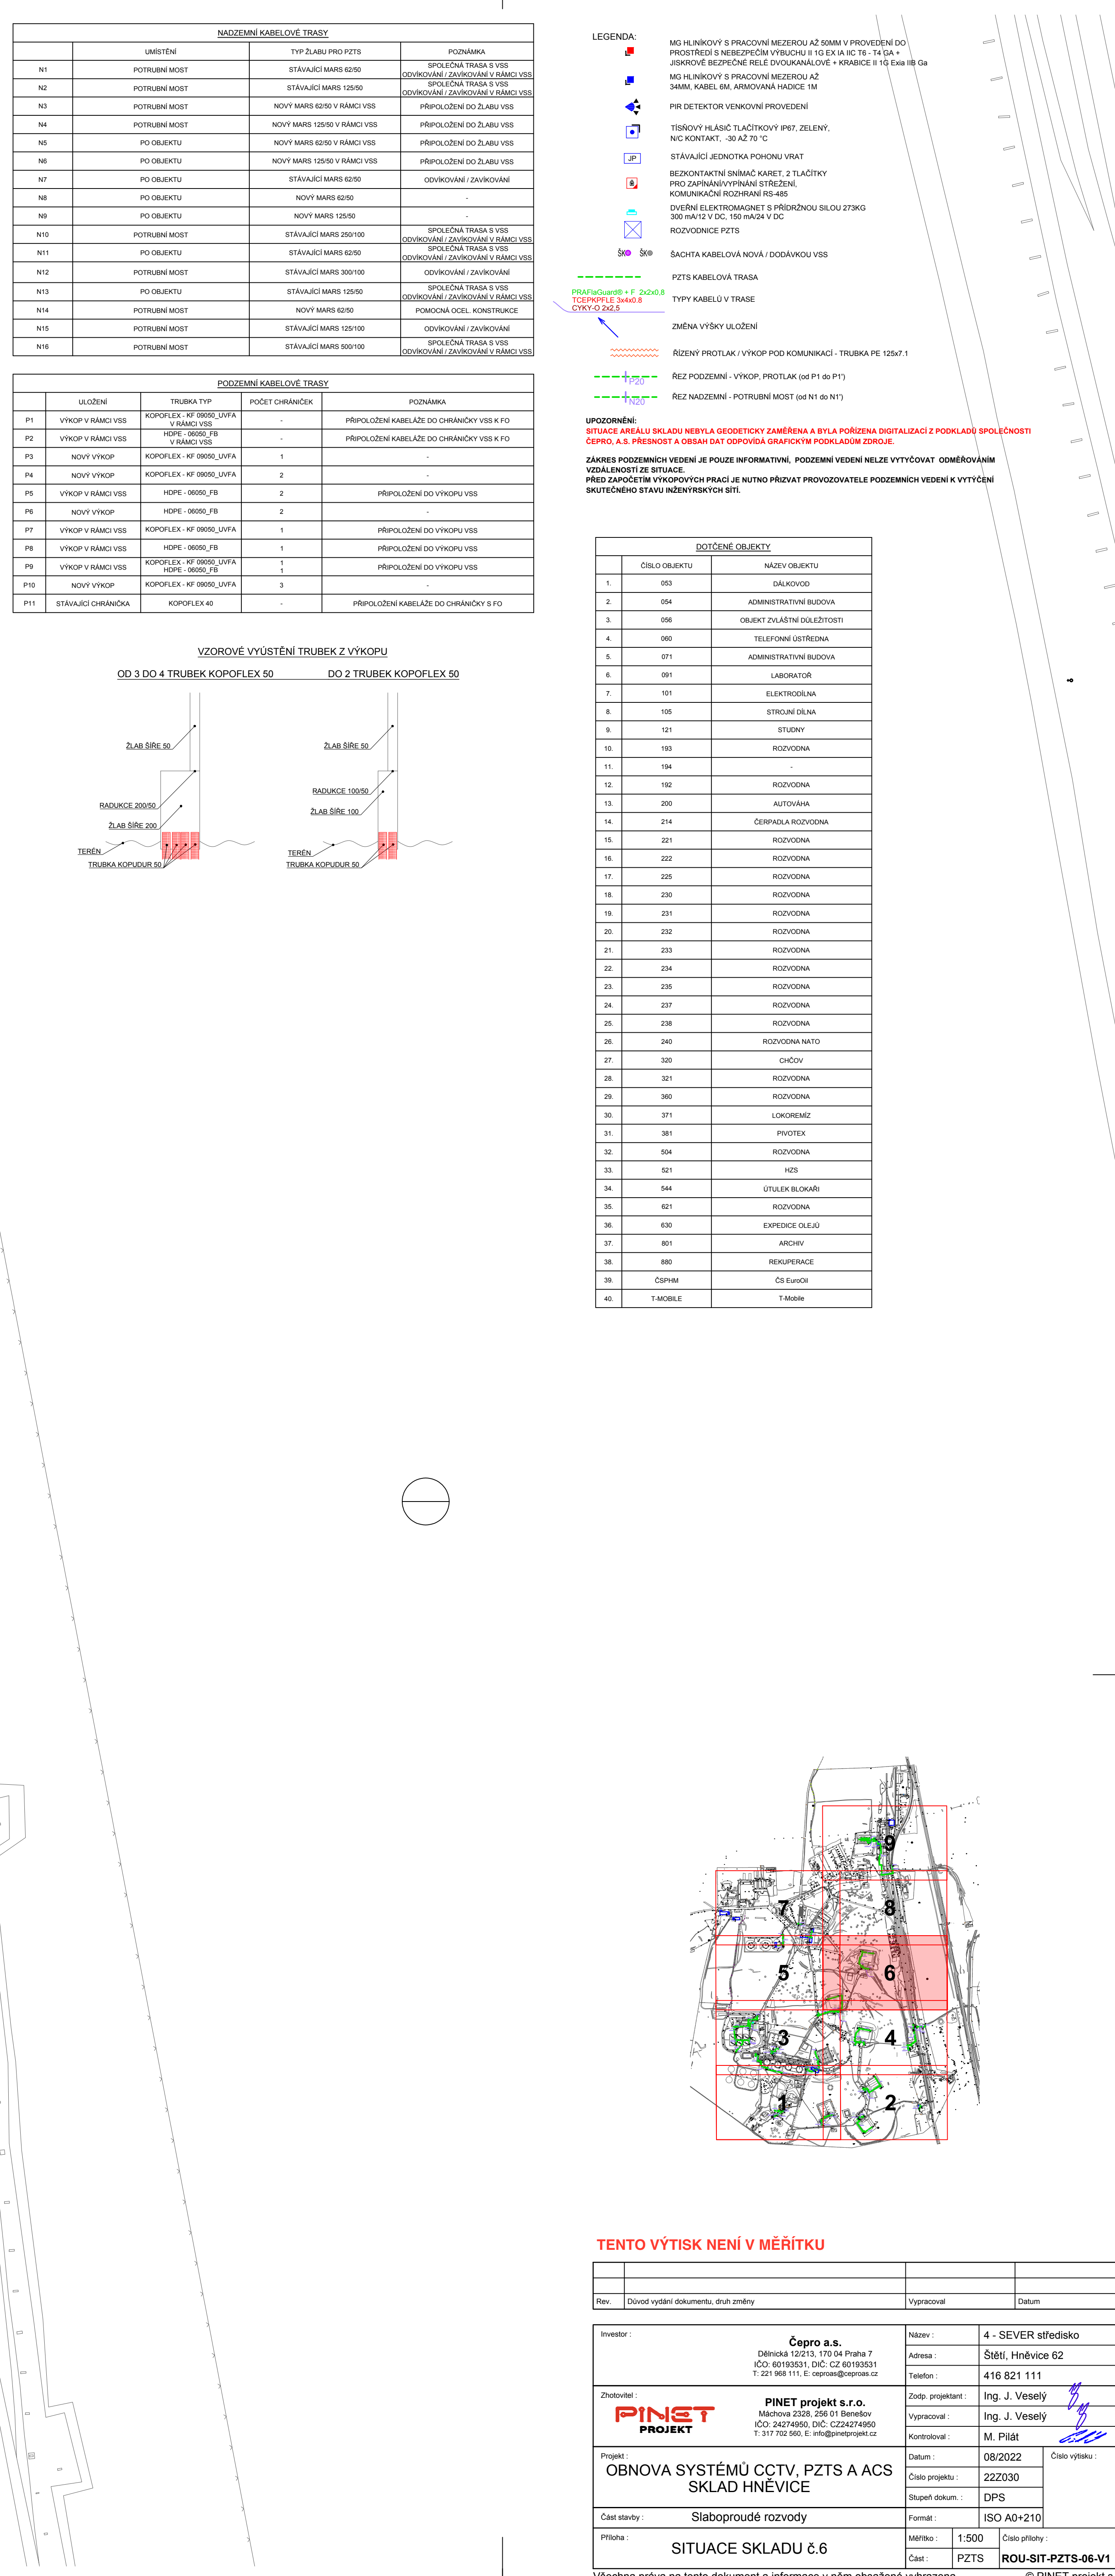 NADZEMNÍ KABELOVÉ TRASY
UMÍSTĚNÍ TYP ŽLABU PRO PZTS POZNÁMKA
N1 POTRUBNÍ MOST STÁVAJÍCÍ MARS 62/50 SPOLEČNÁ TRASA S VSS
ODVÍKOVÁNÍ / ZAVÍKOVÁNÍ V RÁMCI VSS
N2 POTRUBNÍ MOST STÁVAJÍCÍ MARS 125/50 SPOLEČNÁ TRASA S VSS
ODVÍKOVÁNÍ / ZAVÍKOVÁNÍ V RÁMCI VSS
N3 POTRUBNÍ MOST NOVÝ MARS 62/50 V RÁMCI VSS PŘIPOLOŽENÍ DO ŽLABU VSS
N4 POTRUBNÍ MOST NOVÝ MARS 125/50 V RÁMCI VSS PŘIPOLOŽENÍ DO ŽLABU VSS
N5 PO OBJEKTU NOVÝ MARS 62/50 V RÁMCI VSS PŘIPOLOŽENÍ DO ŽLABU VSS
N6 PO OBJEKTU NOVÝ MARS 125/50 V RÁMCI VSS PŘIPOLOŽENÍ DO ŽLABU VSS
N7 PO OBJEKTU STÁVAJÍCÍ MARS 62/50 ODVÍKOVÁNÍ / ZAVÍKOVÁNÍ
N8 PO OBJEKTU NOVÝ MARS 62/50 -
N9 PO OBJEKTU NOVÝ MARS 125/50 -
N10 POTRUBNÍ MOST STÁVAJÍCÍ MARS 250/100 SPOLEČNÁ TRASA S VSS
ODVÍKOVÁNÍ / ZAVÍKOVÁNÍ V RÁMCI VSS
N11 POTRUBNÍ MOST STÁVAJÍCÍ MARS 62/50 SPOLEČNÁ TRASA S VSS
ODVÍKOVÁNÍ / ZAVÍKOVÁNÍ V RÁMCI VSS
N12 POTRUBNÍ MOST STÁVAJÍCÍ MARS 300/100 ODVÍKOVÁNÍ / ZAVÍKOVÁNÍ
N13 POTRUBNÍ MOST STÁVAJÍCÍ MARS 125/50 SPOLEČNÁ TRASA S VSS
ODVÍKOVÁNÍ / ZAVÍKOVÁNÍ V RÁMCI VSS
N14 POTRUBNÍ MOST NOVÝ MARS 62/50 POMOCNÁ OCEL. KONSTRUKCE
N15 POTRUBNÍ MOST STÁVAJÍCÍ MARS 125/100 ODVÍKOVÁNÍ / ZAVÍKOVÁNÍ
N16 POTRUBNÍ MOST STÁVAJÍCÍ MARS 500/100 SPOLEČNÁ TRASA S VSS
ODVÍKOVÁNÍ / ZAVÍKOVÁNÍ V RÁMCI VSS
PODZEMNÍ KABELOVÉ TRASY
ULOŽENÍ TRUBKA TYP POČET CHRÁNIČEK POZNÁMKA
P1 VÝKOP V RÁMCI VSS KOPOFLEX - KF 09050_UVFA
V RÁMCI VSS - PŘIPOLOŽENÍ KABELÁŽE DO CHRÁNIČKY VSS K FO
P2 VÝKOP V RÁMCI VSS HDPE - 06050_FB
V RÁMCI VSS - PŘIPOLOŽENÍ KABELÁŽE DO CHRÁNIČKY VSS K FO
P3 NOVÝ VÝKOP KOPOFLEX - KF 09050_UVFA 1 -
P4 NOVÝ VÝKOP KOPOFLEX - KF 09050_UVFA 2 -
P5 VÝKOP V RÁMCI VSS HDPE - 06050_FB 2 PŘIPOLOŽENÍ DO VÝKOPU VSS
P6 NOVÝ VÝKOP HDPE - 06050_FB 2 -
P7 VÝKOP V RÁMCI VSS KOPOFLEX - KF 09050_UVFA 1 PŘIPOLOŽENÍ DO VÝKOPU VSS
P8 VÝKOP V RÁMCI VSS HDPE - 06050_FB 1 PŘIPOLOŽENÍ DO VÝKOPU VSS
P9 VÝKOP V RÁMCI VSS KOPOFLEX - KF 09050_UVFA 1
HDPE - 06050_FB 1 PŘIPOLOŽENÍ DO VÝKOPU VSS
P10 NOVÝ VÝKOP KOPOFLEX - KF 09050_UVFA 3 -
P11 STÁVAJÍCÍ CHRÁNIČKA KOPOFLEX 40 - PŘIPOLOŽENÍ KABELÁŽE DO CHRÁNIČKY S FO
VZOROVÉ VYÚSTĚNÍ TRUBEK Z VÝKOPU
OD 3 DO 4 TRUBEK KOPOFLEX 50 DO 2 TRUBEK KOPOFLEX 50
ŽLAB ŠÍŘE 50
RADUKCE 200/50
ŽLAB ŠÍŘE 200
TERÉN
TRUBKA KOPUDUR 50
ŽLAB ŠÍŘE 50
RADUKCE 100/50
ŽLAB ŠÍŘE 100
TERÉN
TRUBKA KOPUDUR 50
LEGENDA:
MG HLINÍKOVÝ S PRACOVNÍ MEZEROU AŽ 50MM V PROVEDENÍ DO
PROSTŘEDÍ S NEBEZPEČÍM VÝBUCHU II 1G EX IA IIC T6 - T4 GA +
JISKROVĚ BEZPEČNÉ RELÉ DVOUKANÁLOVÉ + KRABICE II 1G Exia IIB Ga
MG HLINÍKOVÝ S PRACOVNÍ MEZEROU AŽ
34MM, KABEL 6M, ARMOVANÁ HADICE 1M
PIR DETEKTOR VENKOVNÍ PROVEDENÍ
TÍSŇOVÝ HLÁSIČ TLAČÍTKOVÝ IP67, ZELENÝ,
N/C KONTAKT, -30 AŽ 70 °C
JP STÁVAJÍCÍ JEDNOTKA POHONU VRAT
BEZKONTAKTNÍ SNÍMAČ KARET, 2 TLAČÍTKY
PRO ZAPÍNÁNÍ/VYPÍNÁNÍ STŘEŽENÍ,
KOMUNIKAČNÍ ROZHRANÍ RS-485
DVEŘNÍ ELEKTROMAGNET S PŘÍDRŽNOU SILOU 273KG
300 mA/12 V DC, 150 mA/24 V DC
ROZVODNICE PZTS
ŠK ŠK ŠACHTA KABELOVÁ NOVÁ / DODÁVKOU VSS
PZTS KABELOVÁ TRASA
PRAFlaGuard® + F 2x2x0,8
TCEPKPFLE 3x4x0.8 TYPY KABELŮ V TRASE
CYKY-O 2x2,5
ZMĚNA VÝŠKY ULOŽENÍ
ŘÍZENÝ PROTLAK / VÝKOP POD KOMUNIKACÍ - TRUBKA PE 125x7.1
P20 ŘEZ PODZEMNÍ - VÝKOP, PROTLAK (od P1 do P1')
N20 ŘEZ NADZEMNÍ - POTRUBNÍ MOST (od N1 do N1')
UPOZORNĚNÍ:
SITUACE AREÁLU SKLADU NEBYLA GEODETICKY ZAMĚŘENA A BYLA POŘÍZENA DIGITALIZACÍ Z PODKLADŮ SPOLEČNOSTI
ČEPRO, A.S. PŘESNOST A OBSAH DAT ODPOVÍDÁ GRAFICKÝM PODKLADŮM ZDROJE.
ZÁKRES PODZEMNÍCH VEDENÍ JE POUZE INFORMATIVNÍ, PODZEMNÍ VEDENÍ NELZE VYTYČOVAT ODMĚŘOVÁNÍM
VZDÁLENOSTÍ ZE SITUACE.
PŘED ZAPOČETÍM VÝKOPOVÝCH PRACÍ JE NUTNO PŘIZVAT PROVOZOVATELE PODZEMNÍCH VEDENÍ K VYTÝČENÍ
SKUTEČNÉHO STAVU INŽENÝRSKÝCH SÍTÍ.
DOTČENÉ OBJEKTY
ČÍSLO OBJEKTU NÁZEV OBJEKTU
1. 053 DÁLKOVOD
2. 054 ADMINISTRATIVNÍ BUDOVA
3. 056 OBJEKT ZVLÁŠTNÍ DŮLEŽITOSTI
4. 060 TELEFONNÍ ÚSTŘEDNA
5. 071 ADMINISTRATIVNÍ BUDOVA
6. 091 LABORATOŘ
7. 101 ELEKTRODÍLNA
8. 105 STROJNÍ DÍLNA
9. 121 STUDNY
10. 193 ROZVODNA
11. 194 -
12. 192 ROZVODNA
13. 200 AUTOVÁHA
14. 214 ČERPADLA ROZVODNA
15. 221 ROZVODNA
16. 222 ROZVODNA
17. 225 ROZVODNA
18. 230 ROZVODNA
19. 231 ROZVODNA
20. 232 ROZVODNA
21. 233 ROZVODNA
22. 234 ROZVODNA
23. 235 ROZVODNA
24. 237 ROZVODNA
25. 238 ROZVODNA
26. 240 ROZVODNA NATO
27. 320 CHČOV
28. 321 ROZVODNA
29. 360 ROZVODNA
30. 371 LOKOREMÍZ
31. 381 PIVOTEX
32. 504 ROZVODNA
33. 521 HZS
34. 544 ÚTULEK BLOKAŘI
35. 621 ROZVODNA
36. 630 EXPEDICE OLEJŮ
37. 801 ARCHIV
38. 880 REKUPERACE
39. ČSPHM ČS EuroOil
40. T-MOBILE T-Mobile
9
7 8
5 6
3 4
1 2
TENTO VÝTISK NENÍ V MĚŘÍTKU
Rev. Důvod vydání dokumentu, druh změny Vypracoval Datum
Investor :
Čepro a.s.
Dělnická 12/213, 170 04 Praha 7
IČO: 60193531, DIČ: CZ 60193531
T: 221 968 111, E: ceproas@ceproas.cz
Název : 4 - SEVER středisko
Adresa : Štětí, Hněvice 62
Telefon : 416 821 111
Zhotovitel :
PINET
PROJEKT
PINET projekt s.r.o.
Máchova 2328, 256 01 Benešov
IČO: 24274950, DIČ: CZ24274950
T: 317 702 560, E: info@pinetprojekt.cz
Zodp. projektant : Ing. J. Veselý
Vypracoval : Ing. J. Veselý
Kontroloval : M. Pilát
Projekt :
OBNOVA SYSTÉMŮ CCTV, PZTS A ACS
SKLAD HNĚVICE
Datum : 08/2022 Číslo výtisku :
Číslo projektu : 22Z030
Stupeň dokum. : DPS
Část stavby : Slaboproudé rozvody
Formát : ISO A0+210
Příloha :
SITUACE SKLADU č.6
Měřítko : 1:500 Číslo přílohy :
Část : PZTS ROU-SIT-PZTS-06-V1